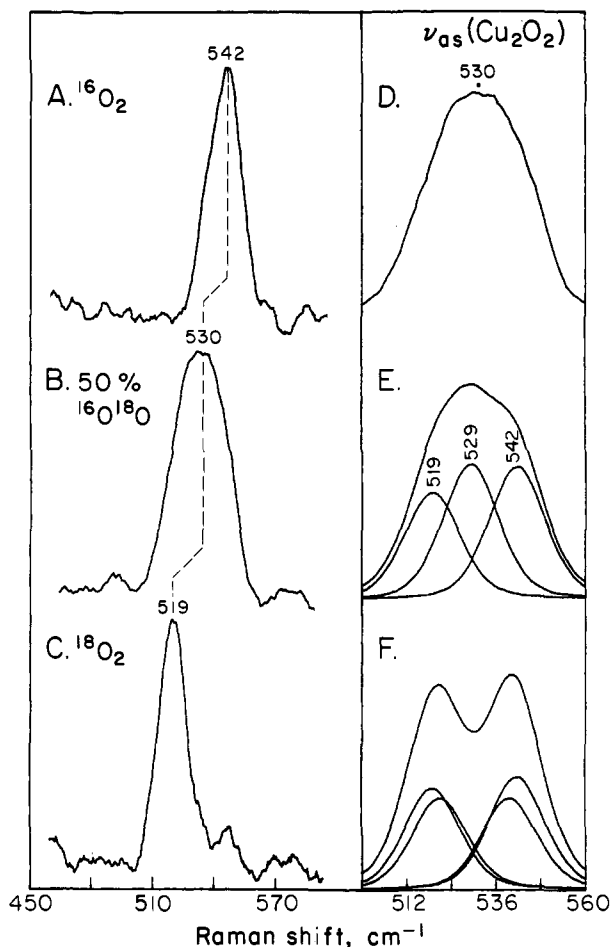 ν_as(Cu₂O₂)
542
A. ¹⁶O₂
530
D.
530
B. 50 %
¹⁶O¹⁸O
E.
519
529
542
519
C. ¹⁸O₂
F.
450 510 570 512 536 560
Raman shift, cm⁻¹